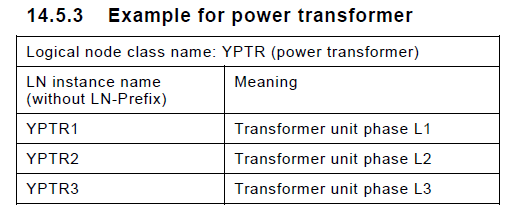 14.5.3 Example for power transformer
Logical node class name: YPTR (power transformer)
LN instance name
(without LN-Prefix)
Meaning
YPTR1
Transformer unit phase L1
YPTR2
Transformer unit phase L2
YPTR3
Transformer unit phase L3